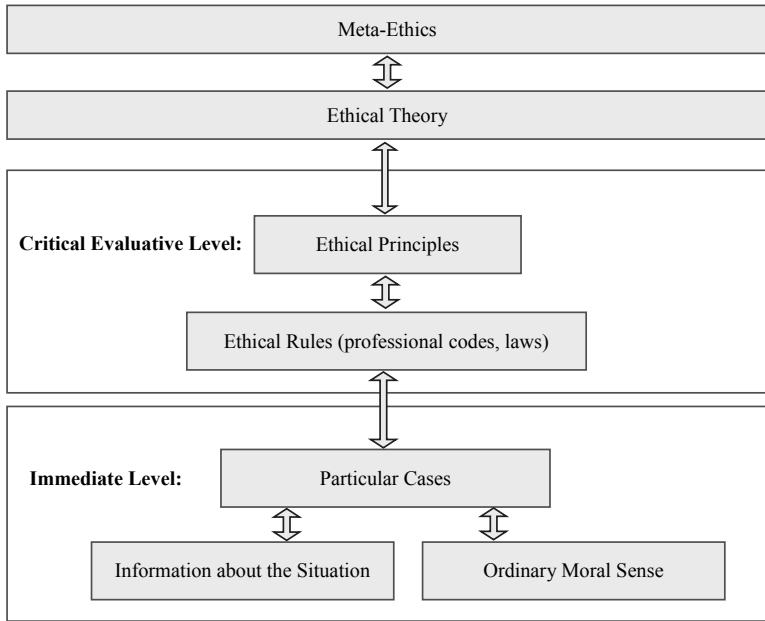 Meta-Ethics
Ethical Theory
Critical Evaluative Level:
Ethical Principles
Ethical Rules (professional codes, laws)
Immediate Level:
Particular Cases
Information about the Situation
Ordinary Moral Sense